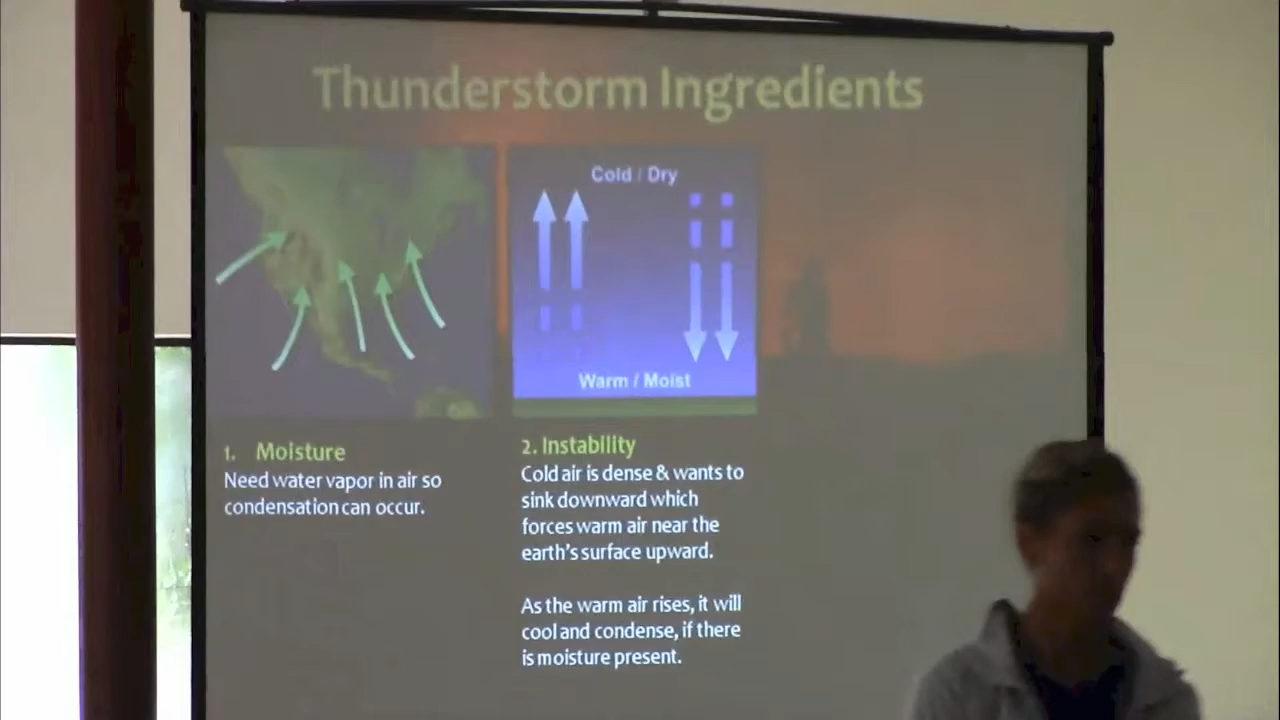 Thunderstorm Ingredients
Cold / Dry
Warm / Moist
1. Moisture
Need water vapor in air so
condensation can occur.
2. Instability
Cold air is dense & wants to
sink downward which
forces warm air near the
earth's surface upward.
As the warm air rises, it will
cool and condense, if there
is moisture present.